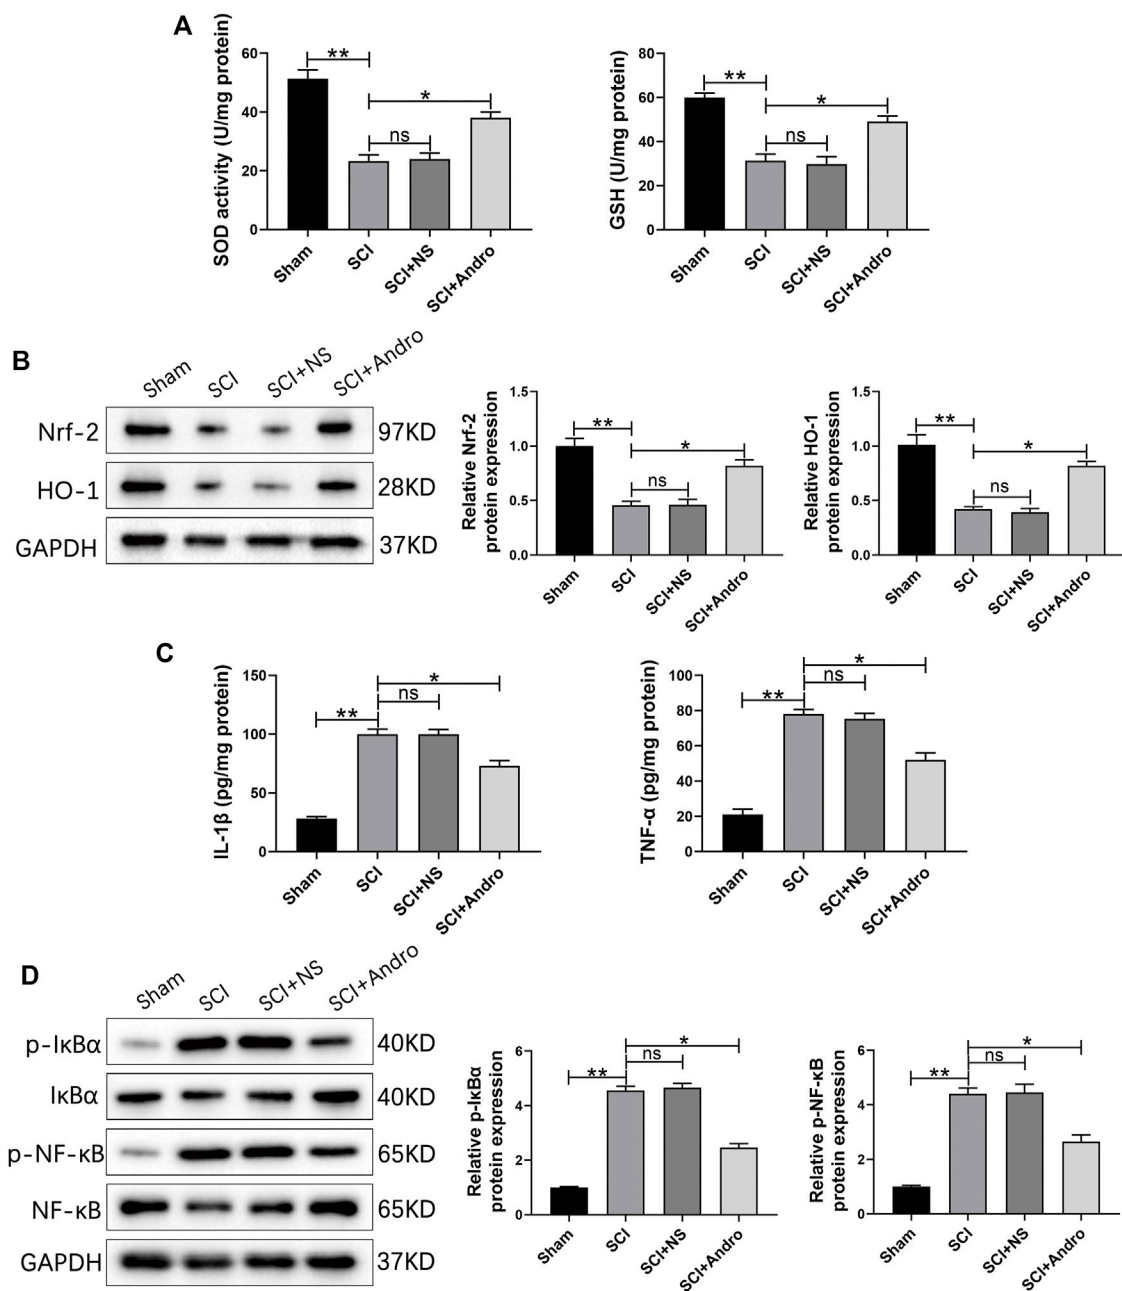 A
SOD activity (U/mg protein)
60
40
20
0
**
*
ns
Sham
SCI
SCI+NS
SCI+Andro
GSH (U/mg protein)
80
60
40
20
0
**
*
ns
Sham
SCI
SCI+NS
SCI+Andro
B
Sham
SCI
SCI+NS
SCI+Andro
Nrf-2 97KD
HO-1 28KD
GAPDH 37KD
Relative Nrf-2
protein expression
1.5
1.0
0.5
0.0
**
*
ns
Sham
SCI
SCI+NS
SCI+Andro
Relative HO-1
protein expression
1.5
1.0
0.5
0.0
**
*
ns
Sham
SCI
SCI+NS
SCI+Andro
C
IL-1β (pg/mg protein)
150
100
50
0
*
ns
**
Sham
SCI
SCI+NS
SCI+Andro
TNF-α (pg/mg protein)
100
80
60
40
20
0
*
ns
**
Sham
SCI
SCI+NS
SCI+Andro
D
Sham
SCI
SCI+NS
SCI+Andro
p-IκBα 40KD
IκBα 40KD
p-NF-κB 65KD
NF-κB 65KD
GAPDH 37KD
Relative p-IκBα
protein expression
6
4
2
0
*
ns
**
Sham
SCI
SCI+NS
SCI+Andro
Relative p-NF-κB
protein expression
6
4
2
0
*
ns
**
Sham
SCI
SCI+NS
SCI+Andro